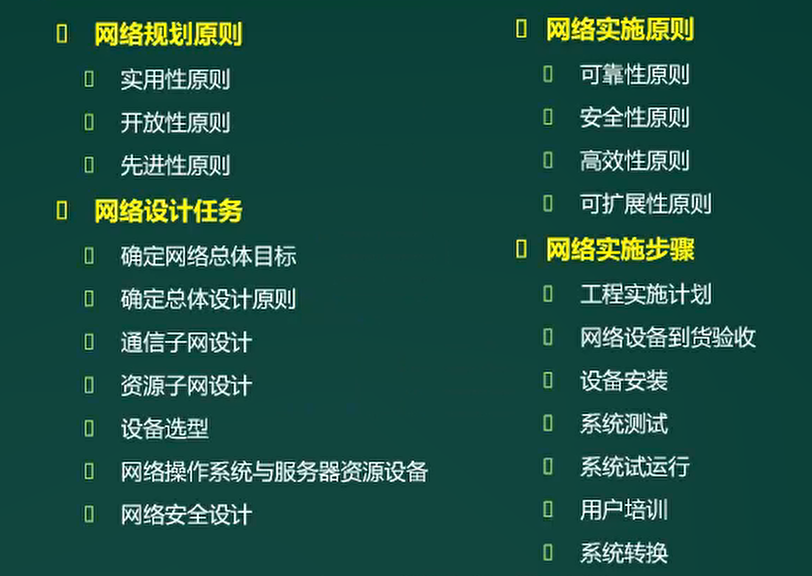 网络规划原则
实用性原则
开放性原则
先进性原则
网络设计任务
确定网络总体目标
确定总体设计原则
通信子网设计
资源子网设计
设备选型
网络操作系统与服务器资源设备
网络安全设计
网络实施原则
可靠性原则
安全性原则
高效性原则
可扩展性原则
网络实施步骤
工程实施计划
网络设备到货验收
设备安装
系统测试
系统试运行
用户培训
系统转换